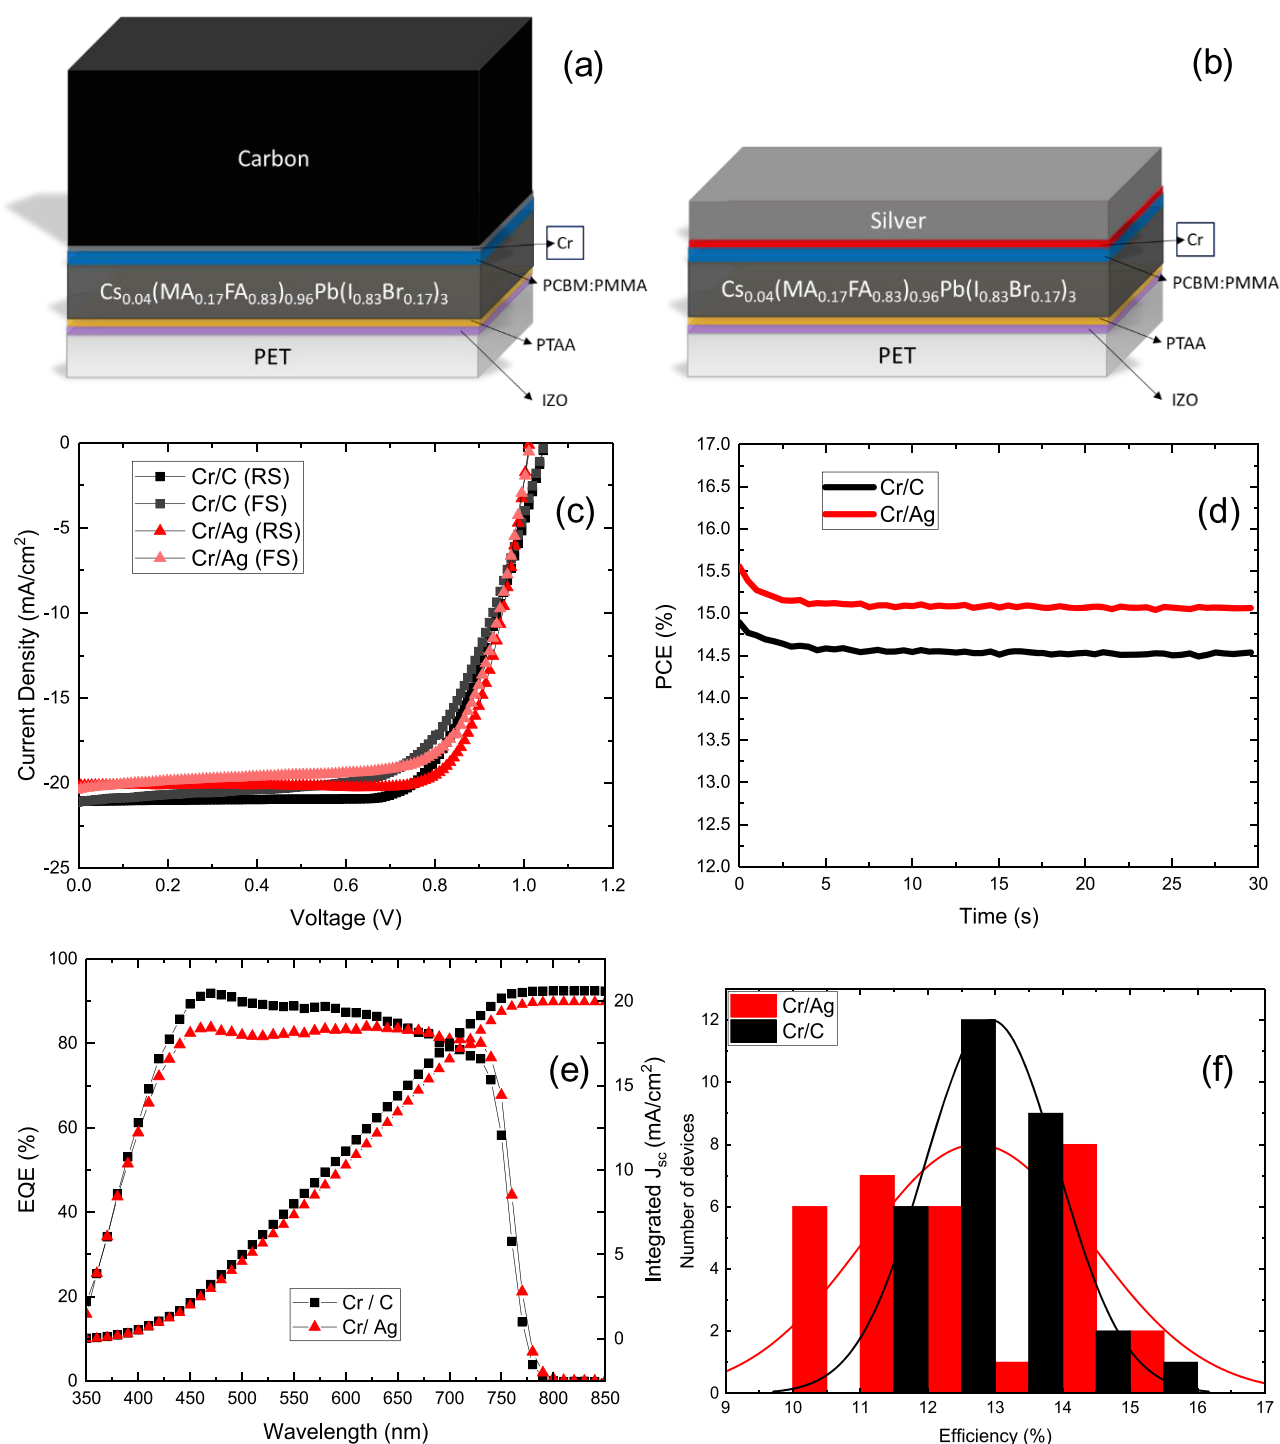 (a)
Carbon
Cr
Cs0.04(MA0.17FA0.83)0.96Pb(I0.83Br0.17)3
PCBM:PMMA
PTAA
PET
IZO
(b)
Silver
Cr
Cs0.04(MA0.17FA0.83)0.96Pb(I0.83Br0.17)3
PCBM:PMMA
PTAA
PET
IZO
(c)
Cr/C (RS)
Cr/C (FS)
Cr/Ag (RS)
Cr/Ag (FS)
Current Density (mA/cm2)
0
-5
-10
-15
-20
-25
0.0 0.2 0.4 0.6 0.8 1.0 1.2
Voltage (V)
(d)
Cr/C
Cr/Ag
PCE (%)
17.0
16.5
16.0
15.5
15.0
14.5
14.0
13.5
13.0
12.5
12.0
0 5 10 15 20 25 30
Time (s)
(e)
Cr / C
Cr/ Ag
EQE (%)
100
80
60
40
20
0
Integrated Jsc (mA/cm2)
20
15
10
5
0
350 400 450 500 550 600 650 700 750 800 850
Wavelength (nm)
(f)
Cr/Ag
Cr/C
Number of devices
12
10
8
6
4
2
0
9 10 11 12 13 14 15 16 17
Efficiency (%)